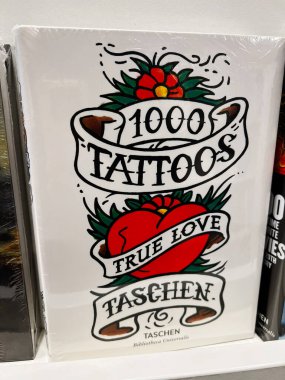 1000
TATTOOS
TRUE LOVE
TASCHEN.
TASCHEN
Bibliotheca Universalis